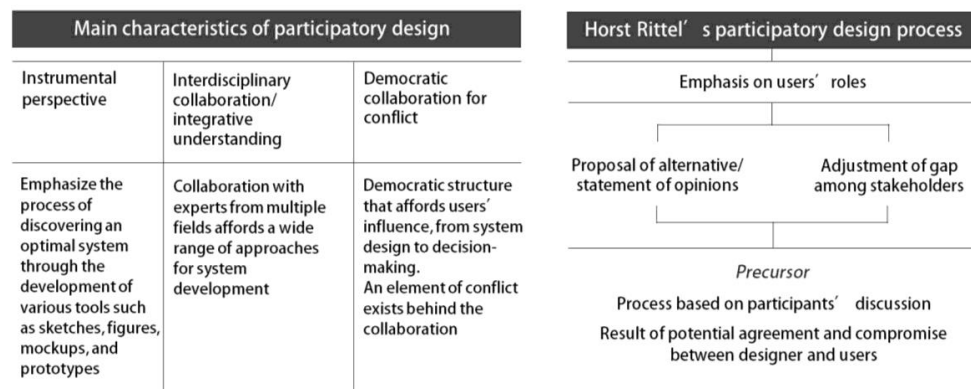 Main characteristics of participatory design
Instrumental
perspective
Interdisciplinary
collaboration/
integrative
understanding
Democratic
collaboration for
conflict
Emphasize the
process of
discovering an
optimal system
through the
development of
various tools such
as sketches, figures,
mockups, and
prototypes
Collaboration with
experts from multiple
fields affords a wide
range of approaches
for system
development
Democratic structure
that affords users'
influence, from system
design to decision-
making.
An element of conflict
exists behind the
collaboration
Horst Rittel' s participatory design process
Emphasis on users' roles
Proposal of alternative/
statement of opinions
Adjustment of gap
among stakeholders
Precursor
Process based on participants' discussion
Result of potential agreement and compromise
between designer and users